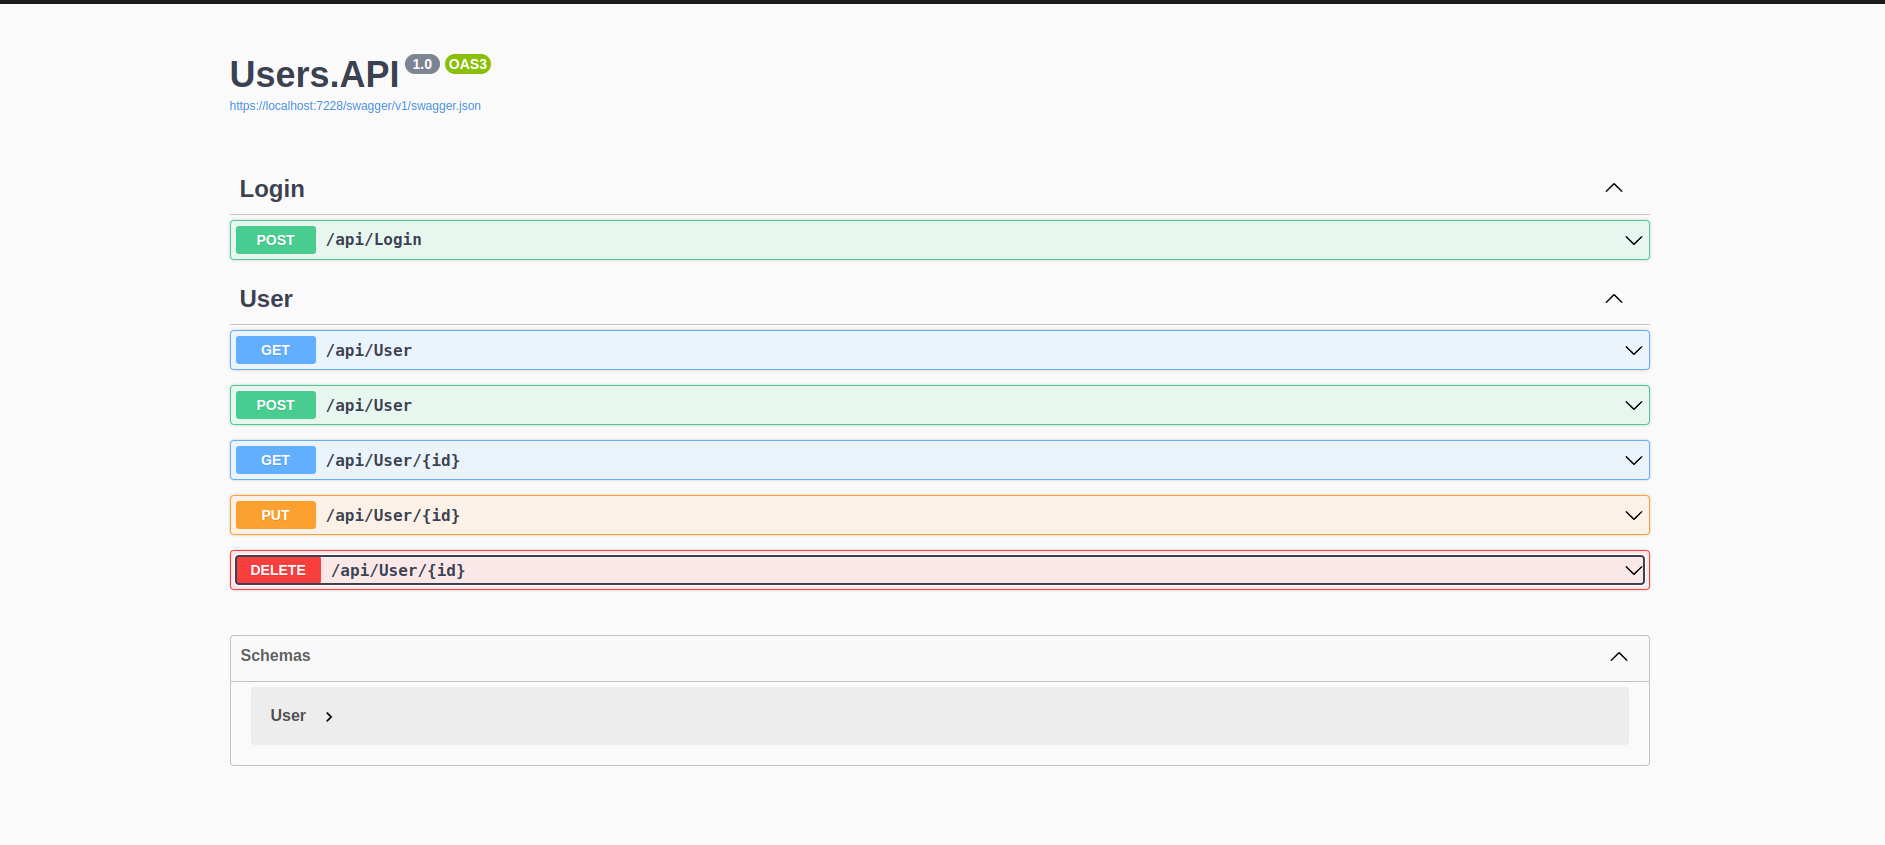 Users.API 1.0 OAS3
https://localhost:7228/swagger/v1/swagger.json
Login
POST /api/Login
User
GET /api/User
POST /api/User
GET /api/User/{id}
PUT /api/User/{id}
DELETE /api/User/{id}
Schemas
User